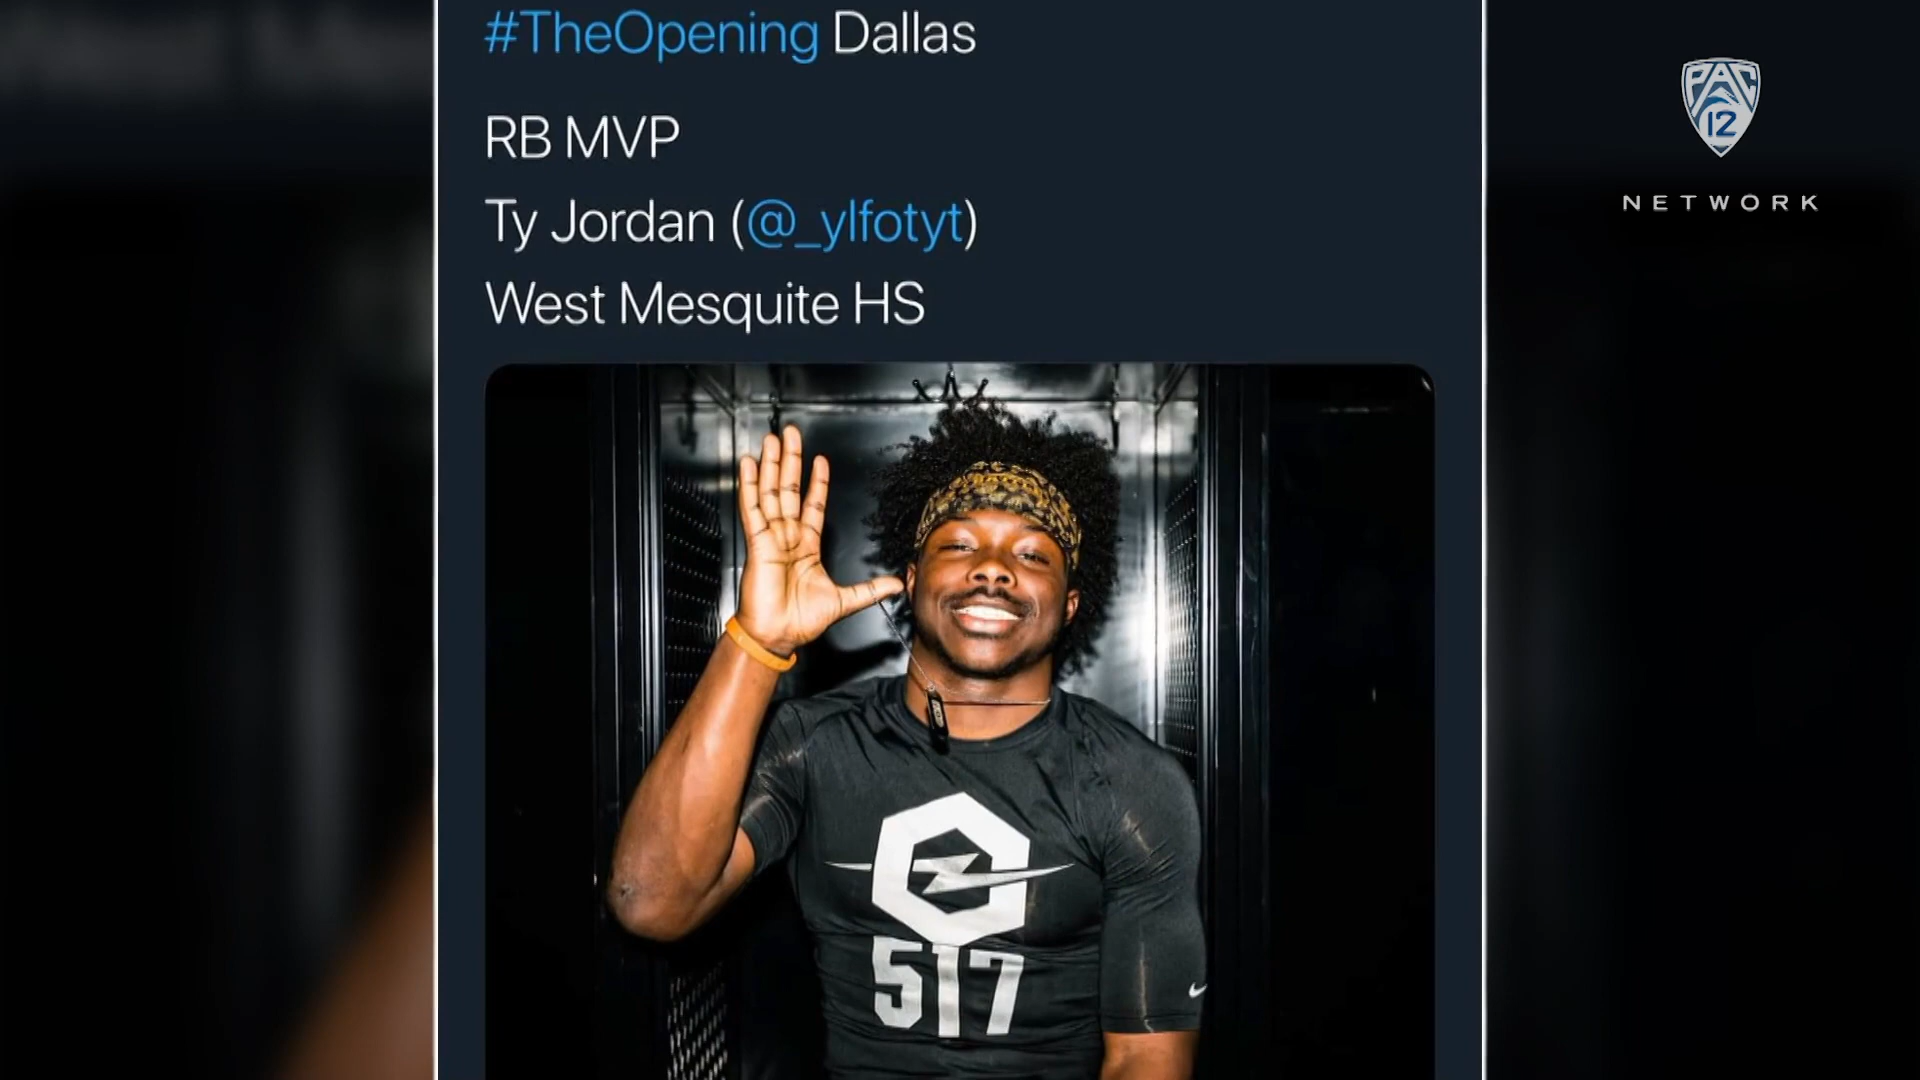 #TheOpening Dallas
RB MVP
Ty Jordan (@_ylfotyt)
West Mesquite HS
PAC
12
NETWORK
517